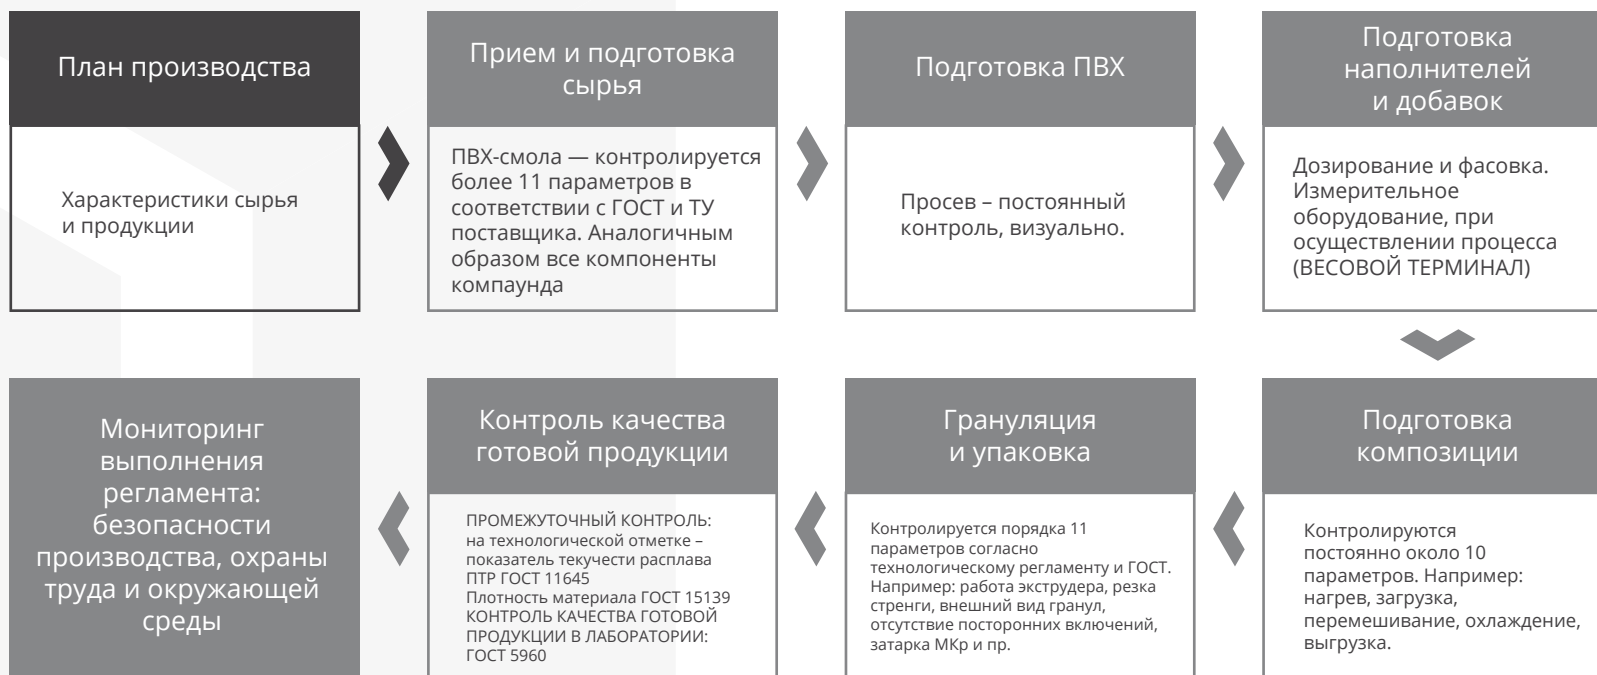 План производства
Характеристики сырья
и продукции
Прием и подготовка
сырья
ПВХ-смола — контролируется
более 11 параметров в
соответствии с ГОСТ и ТУ
поставщика. Аналогичным
образом все компоненты
компаунда
Подготовка ПВХ
Просев – постоянный
контроль, визуально.
Подготовка
наполнителей
и добавок
Дозирование и фасовка.
Измерительное
оборудование, при
осуществлении процесса
(ВЕСОВОЙ ТЕРМИНАЛ)
Подготовка
композиции
Контролируются
постоянно около 10
параметров. Например:
нагрев, загрузка,
перемешивание, охлаждение,
выгрузка.
Грануляция
и упаковка
Контролируется порядка 11
параметров согласно
технологическому регламенту и ГОСТ.
Например: работа экструдера, резка
стренги, внешний вид гранул,
отсутствие посторонних включений,
затарка МКр и пр.
Контроль качества
готовой продукции
ПРОМЕЖУТОЧНЫЙ КОНТРОЛЬ:
на технологической отметке –
показатель текучести расплава
ПТР ГОСТ 11645
Плотность материала ГОСТ 15139
КОНТРОЛЬ КАЧЕСТВА ГОТОВОЙ
ПРОДУКЦИИ В ЛАБОРАТОРИИ:
ГОСТ 5960
Мониторинг
выполнения
регламента:
безопасности
производства, охраны
труда и окружающей
среды